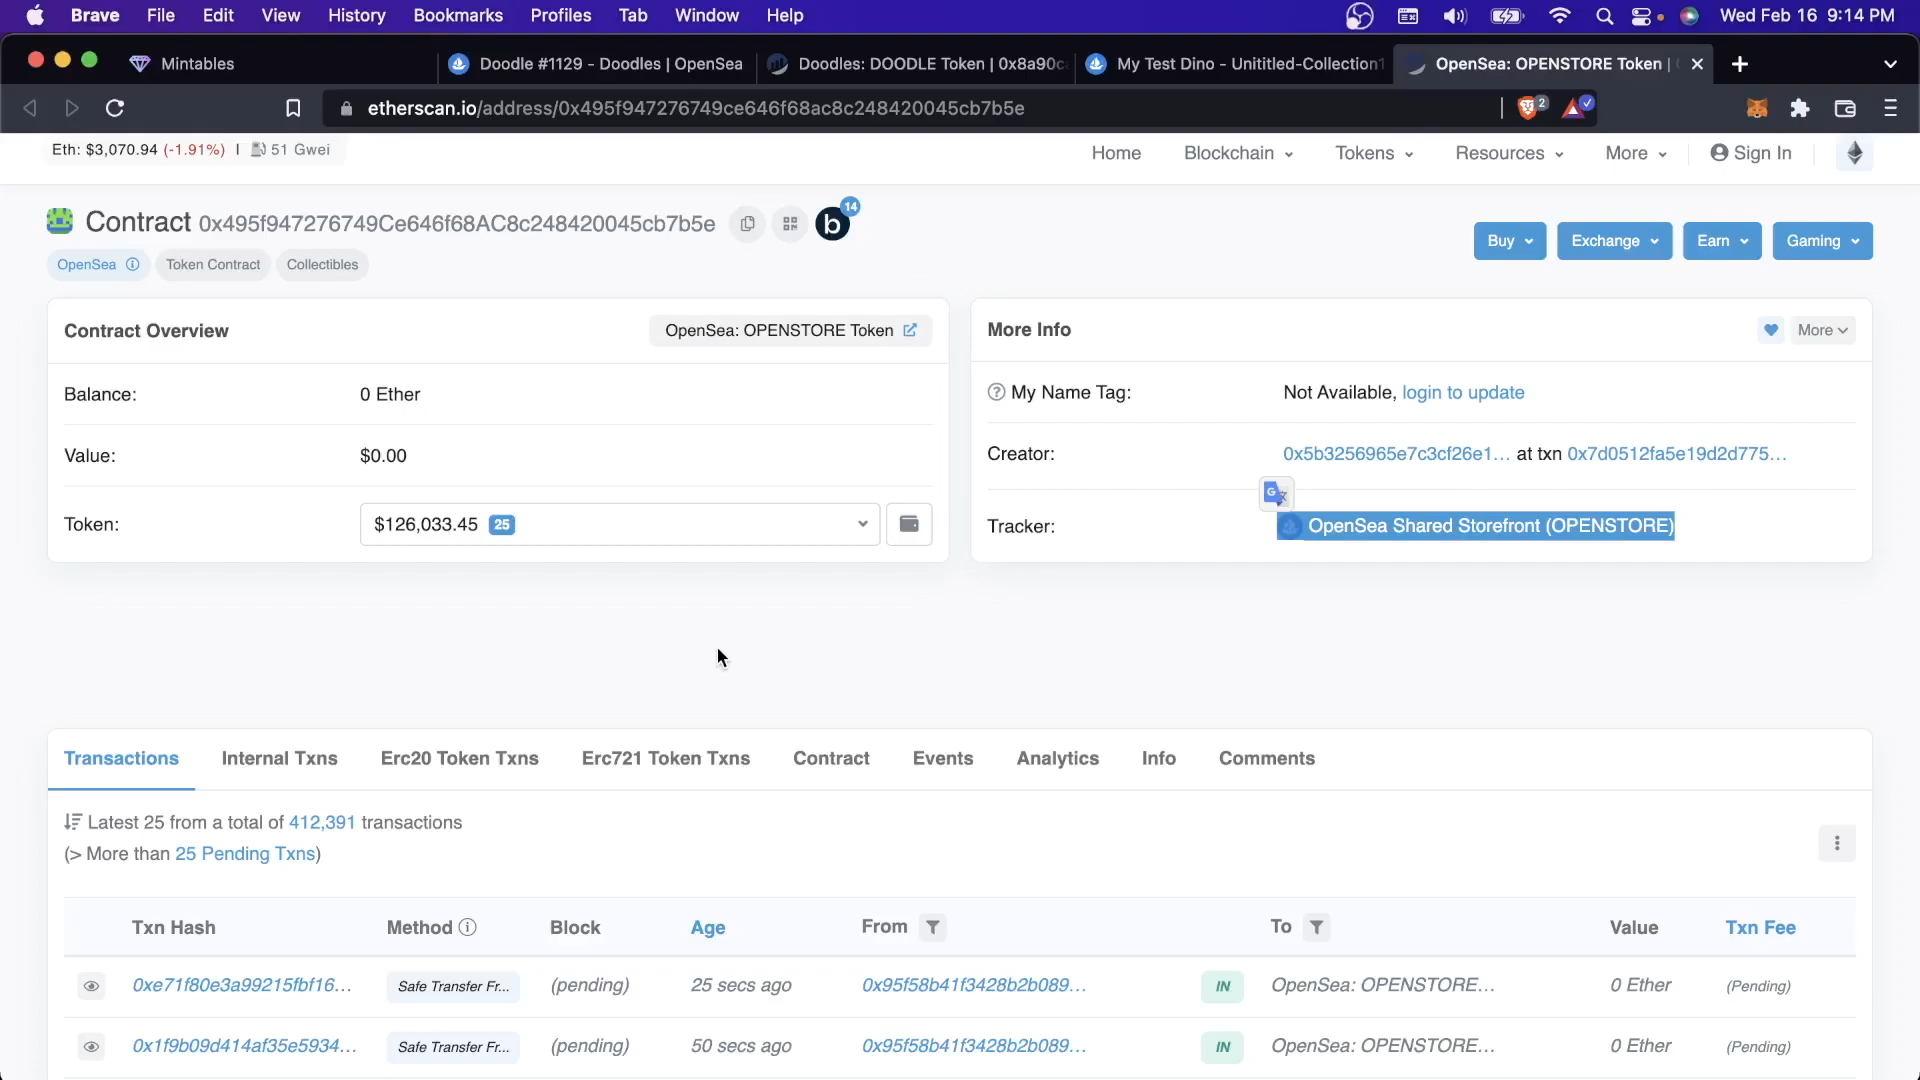 Brave File Edit View History Bookmarks Profiles Tab Window Help Wed Feb 16 9:14 PM
Mintables Doodle #1129 - Doodles | OpenSea Doodles: DOODLE Token | 0x8a90c My Test Dino - Unititled-Collection1 OpenSea: OPENSTORE Token |
etherscan.io/address/0x495f947276749ce646f68ac8c248420045cb7b5e 2
Eth: $3,070.94 (-1.91%) | 51 Gwei Home Blockchain Tokens Resources More Sign In
Contract 0x495f947276749Ce646f68AC8c248420045cb7b5e b 14
Buy Exchange Earn Gaming
OpenSea Token Contract Collectibles
Contract Overview OpenSea: OPENSTORE Token
Balance: 0 Ether
Value: $0.00
Token: $126,033.45 25
More Info More
My Name Tag: Not Available, login to update
Creator: 0x5b3256965e7c3cf26e1... at txn 0x7d0512fa5e19d2d775...
Tracker: OpenSea Shared Storefront (OPENSTORE)
Transactions Internal Txns Erc20 Token Txns Erc721 Token Txns Contract Events Analytics Info Comments
Latest 25 from a total of 412,391 transactions
(> More than 25 Pending Txns)
Txn Hash Method Block Age From To Value Txn Fee
0xe71f80e3a99215fbf16... Safe Transfer Fr... (pending) 25 secs ago 0x95f58b41f3428b2b089... IN OpenSea: OPENSTORE... 0 Ether (Pending)
0x1f9b09d414af35e5934... Safe Transfer Fr... (pending) 50 secs ago 0x95f58b41f3428b2b089... IN OpenSea: OPENSTORE... 0 Ether (Pending)